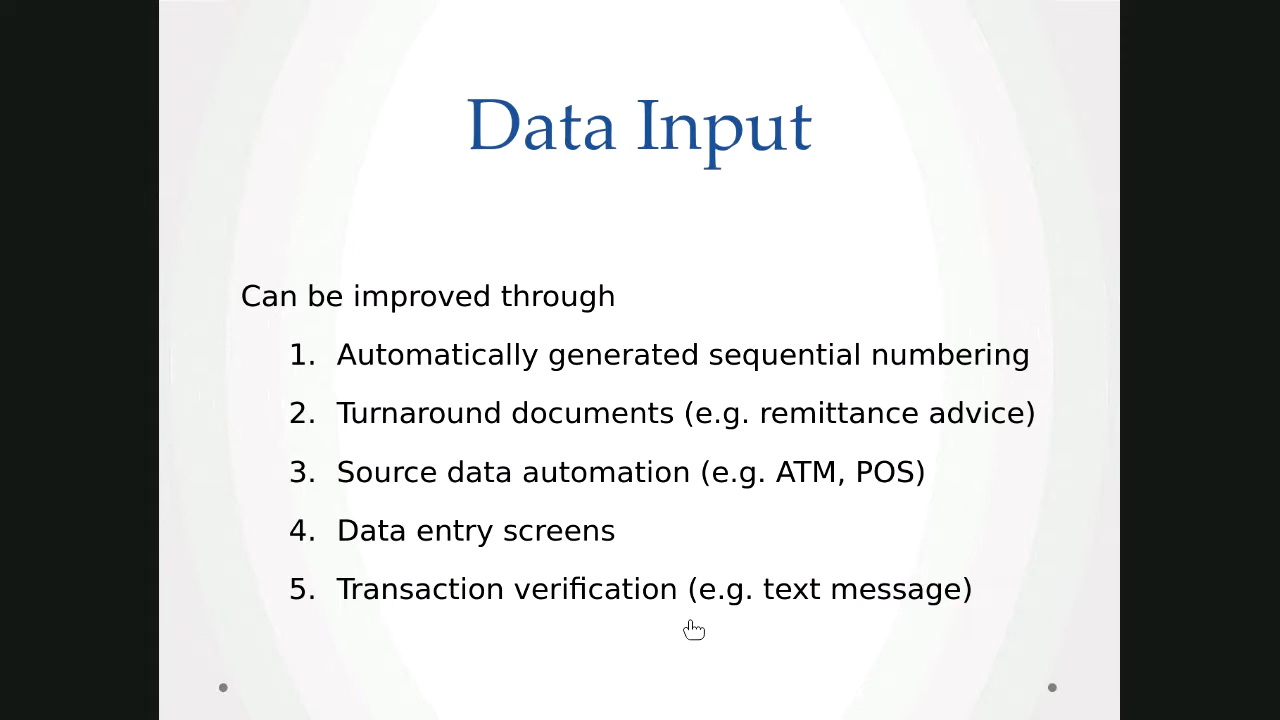 Data Input
Can be improved through
1. Automatically generated sequential numbering
2. Turnaround documents (e.g. remittance advice)
3. Source data automation (e.g. ATM, POS)
4. Data entry screens
5. Transaction verification (e.g. text message)